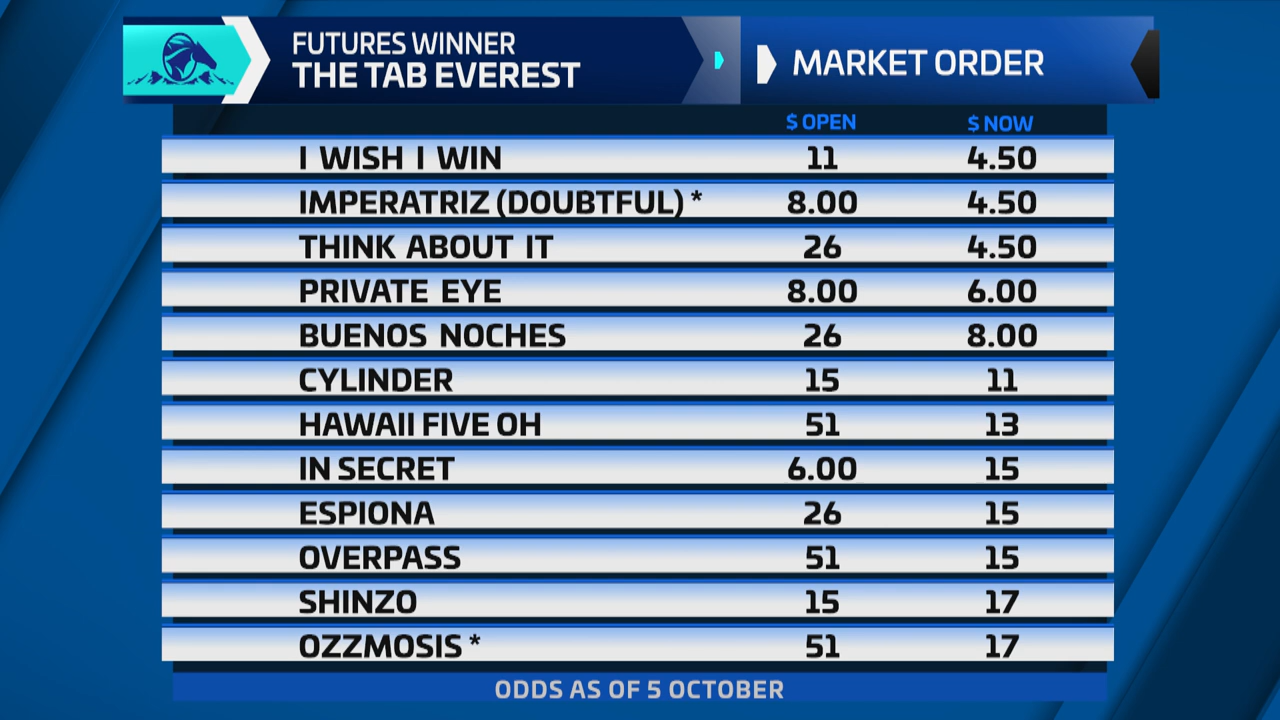 FUTURES WINNER
THE TAB EVEREST
MARKET ORDER
$ OPEN $ NOW
I WISH I WIN 11 4.50
IMPERATRIZ (DOUBTFUL) * 8.00 4.50
THINK ABOUT IT 26 4.50
PRIVATE EYE 8.00 6.00
BUENOS NOCHES 26 8.00
CYLINDER 15 11
HAWAII FIVE OH 51 13
IN SECRET 6.00 15
ESPIONA 26 15
OVERPASS 51 15
SHINZO 15 17
OZZMOSIS * 51 17
ODDS AS OF 5 OCTOBER